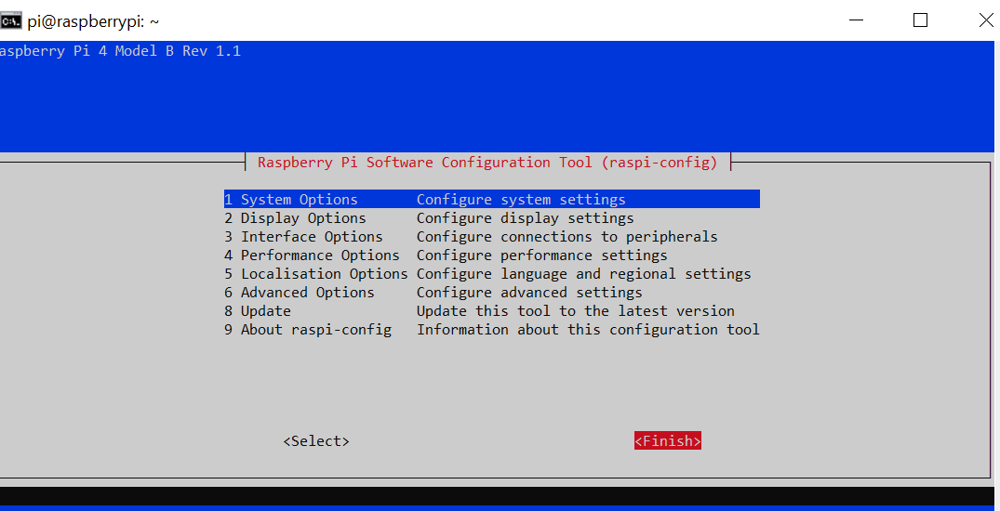 pi@raspberrypi: ~
aspberry Pi 4 Model B Rev 1.1
Raspberry Pi Software Configuration Tool (raspi-config)
1 System Options Configure system settings
2 Display Options Configure display settings
3 Interface Options Configure connections to peripherals
4 Performance Options Configure performance settings
5 Localisation Options Configure language and regional settings
6 Advanced Options Configure advanced settings
8 Update Update this tool to the latest version
9 About raspi-config Information about this configuration tool
<Select> <Finish>